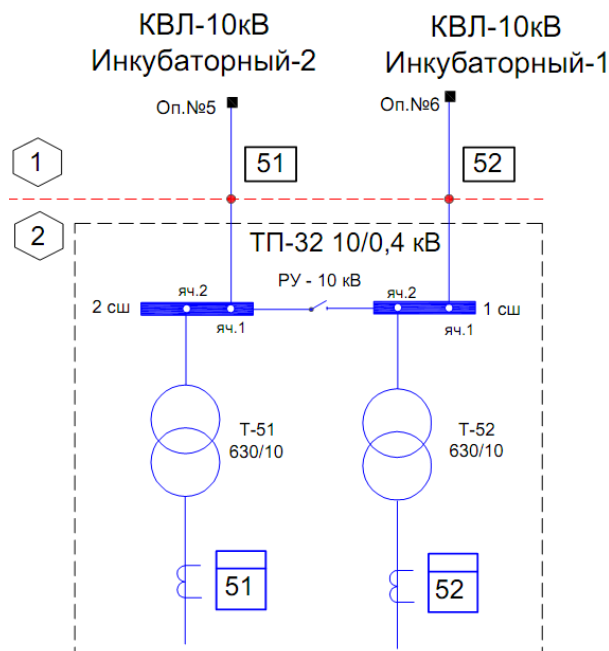 КВЛ-10кВ
Инкубаторный-2
КВЛ-10кВ
Инкубаторный-1
Оп.№5
Оп.№6
1
51
52
2
ТП-32 10/0,4 кВ
РУ - 10 кВ
2 сш
яч.2
яч.1
яч.2
яч.1
1 сш
Т-51
630/10
Т-52
630/10
51
52